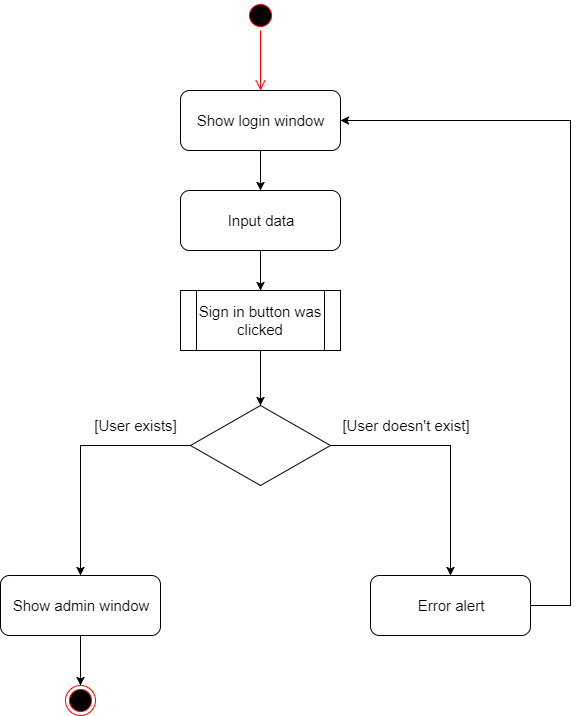 Show login window
Input data
Sign in button was
clicked
[User exists]
[User doesn't exist]
Show admin window
Error alert